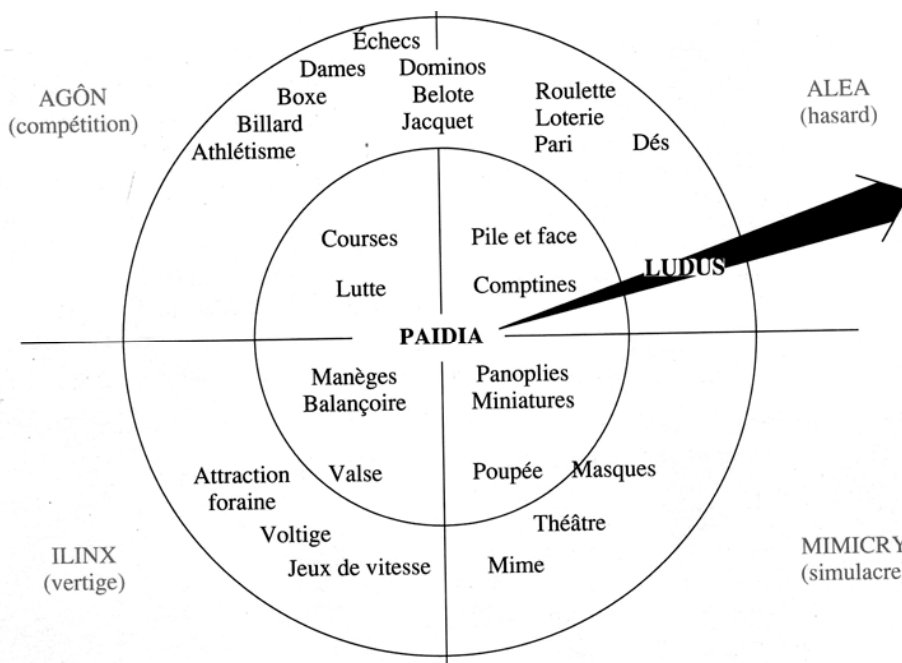 Échecs
Dames
Dominos
AGÔN
(compétition)
Boxe
Belote
Roulette
ALEA
(hasard)
Billard
Jacquet
Loterie
Athlétisme
Pari
Dés
Courses
Pile et face
LUDUS
Lutte
Comptines
PAIDIA
Manèges
Balançoire
Panoplies
Miniatures
Attraction
foraine
Valse
Poupée
Masques
Voltige
Théâtre
ILINX
(vertige)
Jeux de vitesse
Mime
MIMICRY
(simulacre